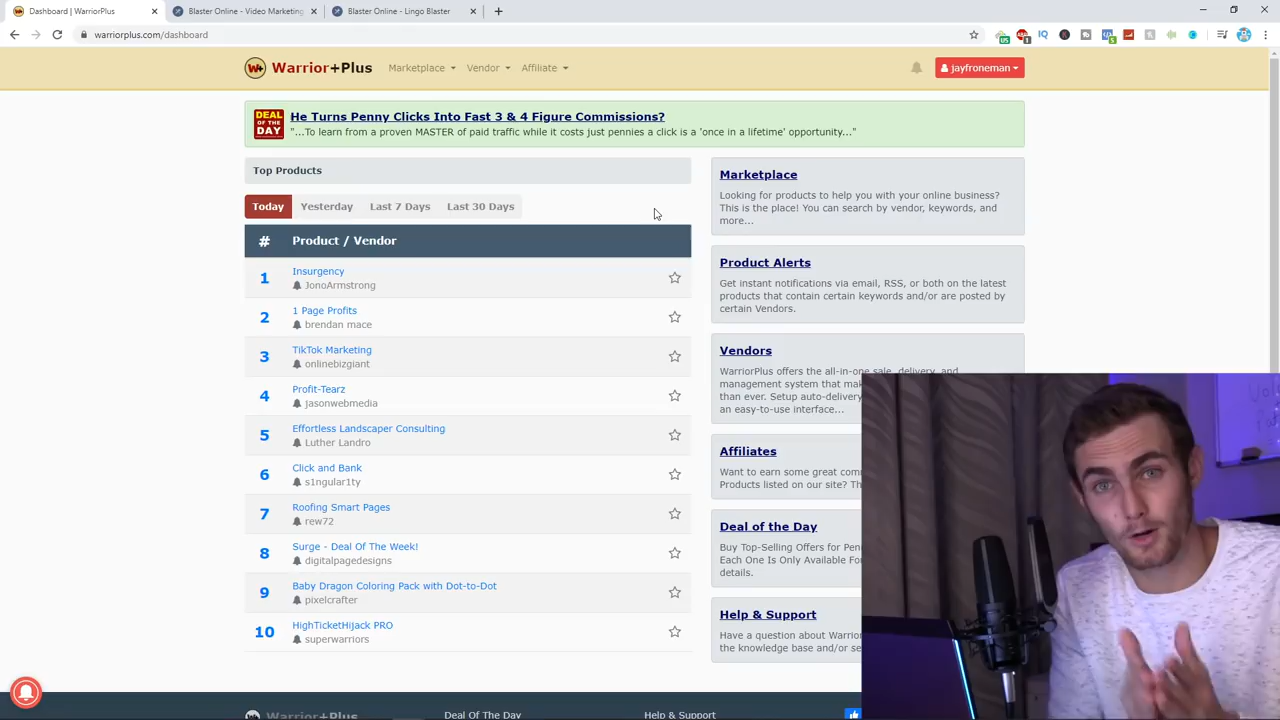 Dashboard | WarriorPlus
Blaster Online - Video Marketing
Blaster Online - Lingo Blaster
warriorplus.com/dashboard
Warrior+Plus
Marketplace
Vendor
Affiliate
jayfroneman
DEAL
OF THE
DAY
He Turns Penny Clicks Into Fast 3 & 4 Figure Commissions?
"...To learn from a proven MASTER of paid traffic while it costs just pennies a click is a 'once in a lifetime' opportunity..."
Top Products
Today
Yesterday
Last 7 Days
Last 30 Days
# Product / Vendor
1 Insurgency
JonoArmstrong
2 1 Page Profits
brendan mace
3 TikTok Marketing
onlinebizgiant
4 Profit-Tearz
jasonwebmedia
5 Effortless Landscaper Consulting
Luther Landro
6 Click and Bank
s1ngular1ty
7 Roofing Smart Pages
rew72
8 Surge - Deal Of The Week!
digitalpagedesigns
9 Baby Dragon Coloring Pack with Dot-to-Dot
pixelcrafter
10 HighTicketHijack PRO
superwarriors
Marketplace
Looking for products to help you with your online business?
This is the place! You can search by vendor, keywords, and
more...
Product Alerts
Get instant notifications via email, RSS, or both on the latest
products that contain certain keywords and/or are posted by
certain Vendors.
Vendors
WarriorPlus offers the all-in-one sale, delivery, and
management system that mak
than ever. Setup auto-delivery
an easy-to-use interface...
Affiliates
Want to earn some great com
Products listed on our site? Th
Deal of the Day
Buy Top-Selling Offers for Pen
Each One Is Only Available Fo
details.
Help & Support
Have a question about Warrior
the knowledge base and/or se
Warrior+Plus
Deal Of The Day
Help & Support